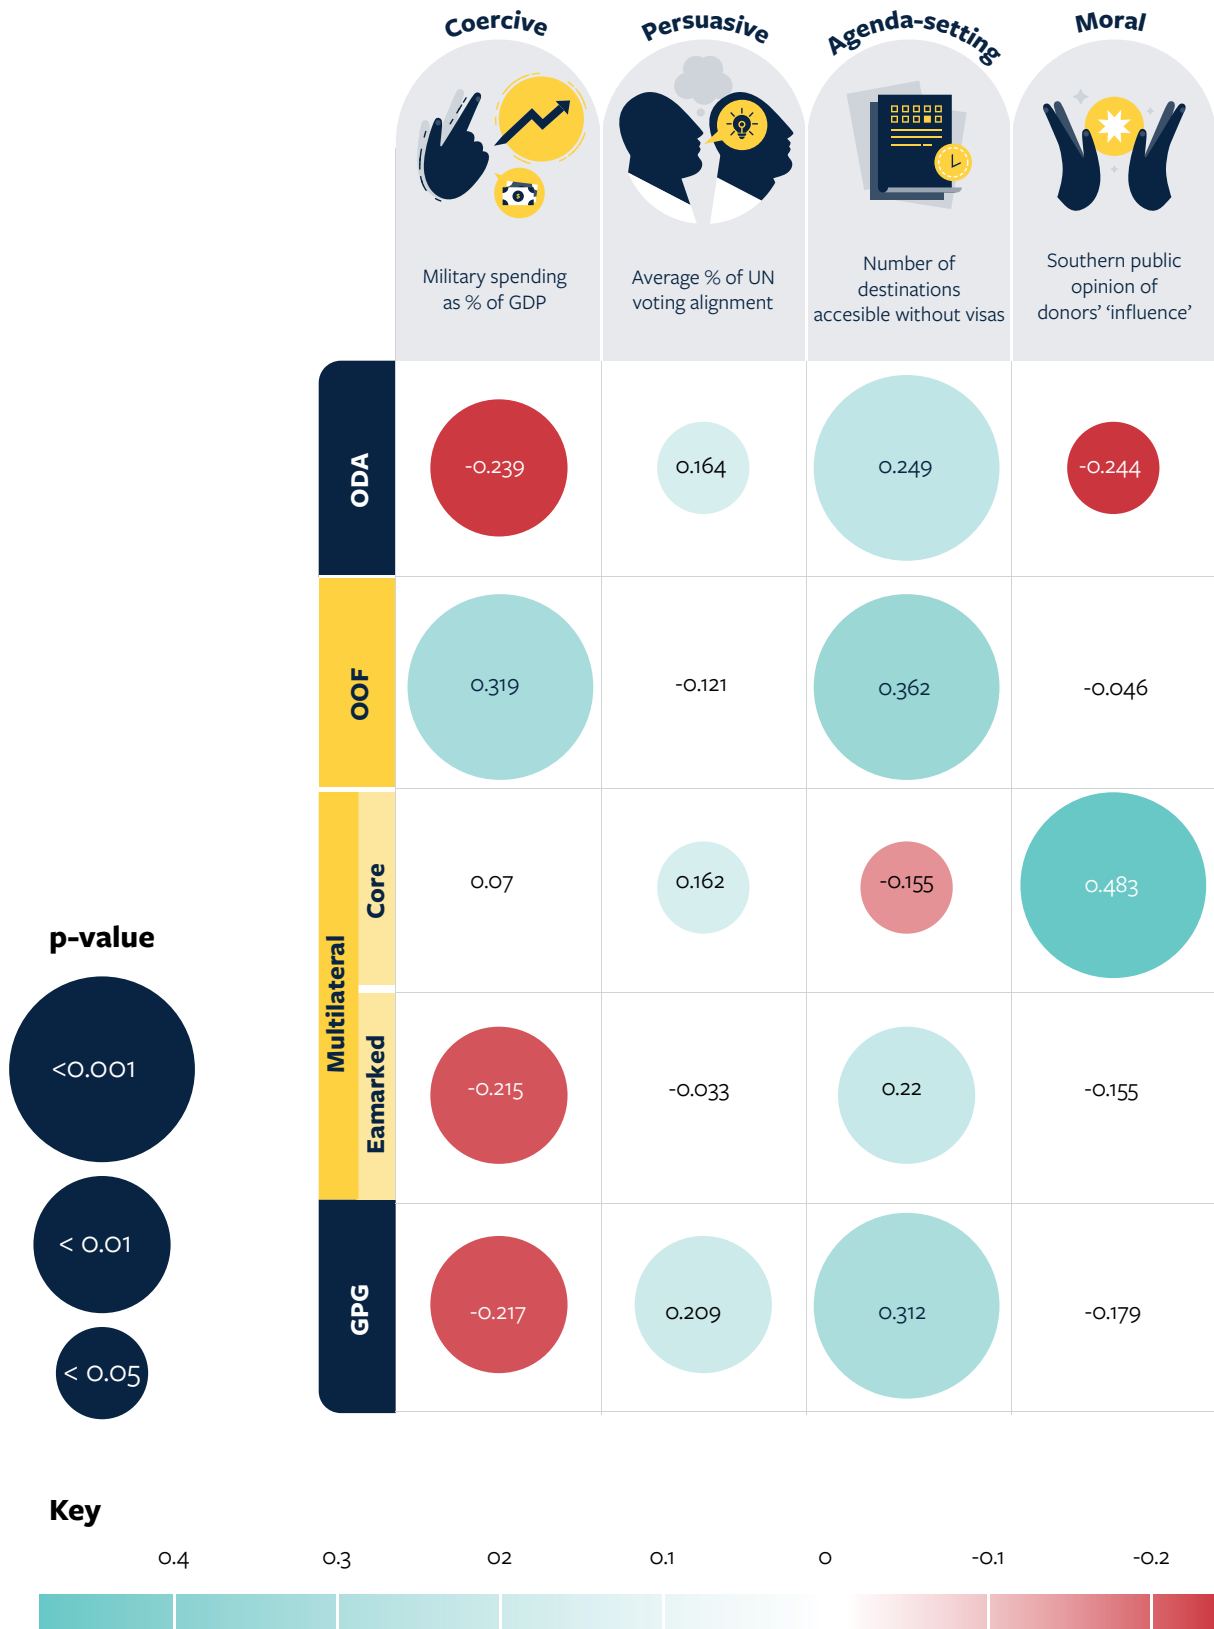 Coercive
Persuasive
Agenda-setting
Moral
Military spending
as % of GDP
Average % of UN
voting alignment
Number of
destinations
accesible without visas
Southern public
opinion of
donors' 'influence'
ODA
-0.239
0.164
0.249
-0.244
OOF
0.319
-0.121
0.362
-0.046
Multilateral
Core
0.07
0.162
-0.155
0.483
Eamarked
-0.215
-0.033
0.22
-0.155
GPG
-0.217
0.209
0.312
-0.179
p-value
<0.001
< 0.01
< 0.05
Key
0.4 0.3 02 0.1 0 -0.1 -0.2